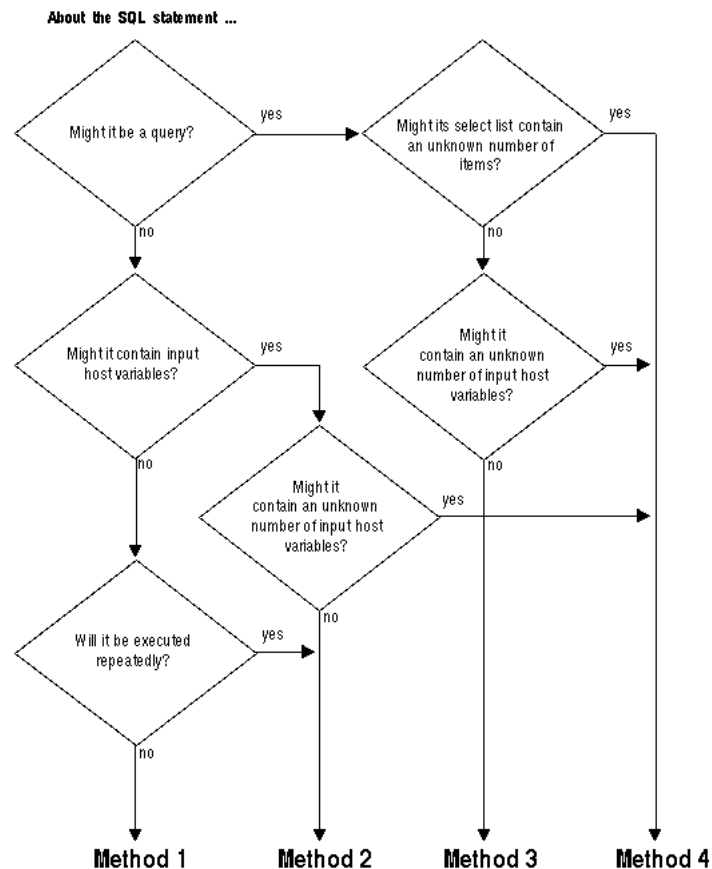 About the SQL statement ...
Might it be a query?
yes
no
Might its select list contain
an unknown number of
items?
yes
no
Might it contain input
host variables?
yes
no
Might it
contain an unknown
number of input host
variables?
yes
no
Might it
contain an unknown
number of input host
variables?
yes
no
Will it be executed
repeatedly?
yes
no
Method 1
Method 2
Method 3
Method 4